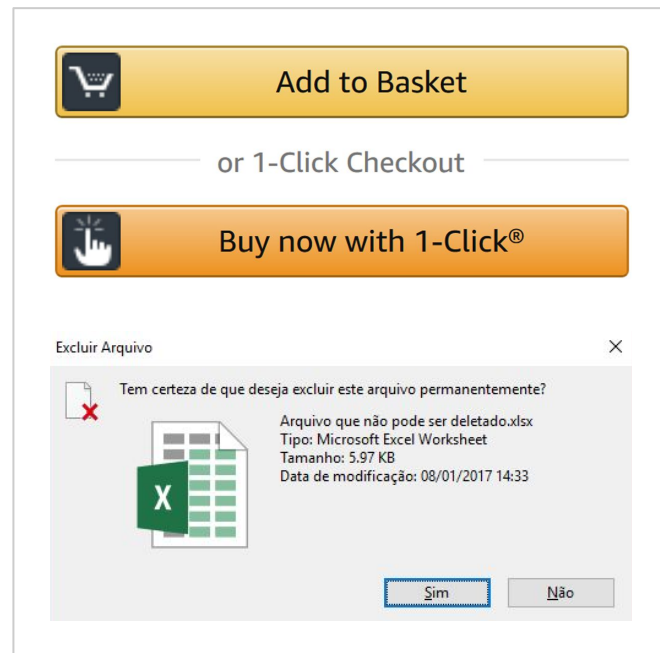 Add to Basket
or 1-Click Checkout
Buy now with 1-Click®
Excluir Arquivo
Tem certeza de que deseja excluir este arquivo permanentemente?
Arquivo que não pode ser deletado.xlsx
Tipo: Microsoft Excel Worksheet
Tamanho: 5.97 KB
Data de modificação: 08/01/2017 14:33
X
Sim
Não